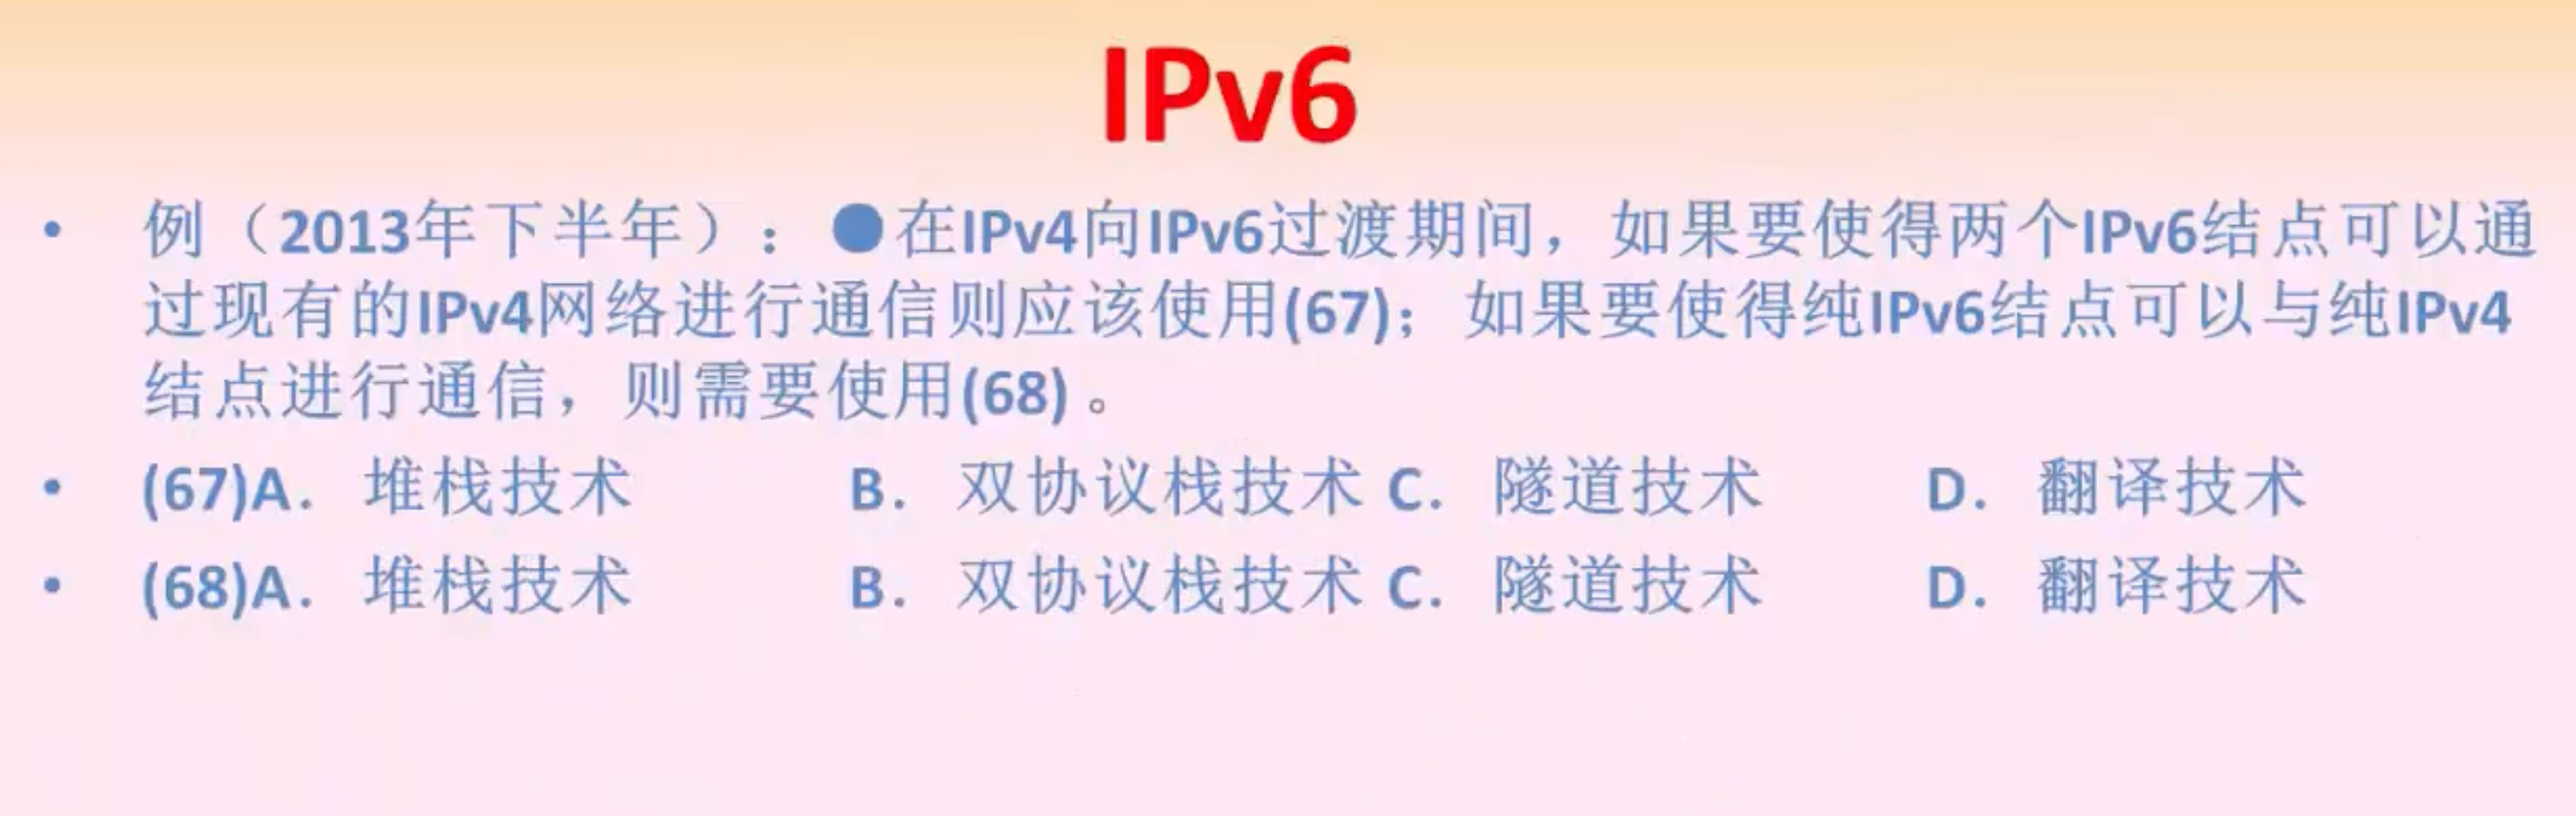 IPv6
• 例（2013年下半年）：●在IPv4向IPv6过渡期间，如果要使得两个IPv6结点可以通
过现有的IPv4网络进行通信则应该使用(67)；如果要使得纯IPv6结点可以与纯IPv4
结点进行通信，则需要使用(68) 。
• (67)A．堆栈技术 B．双协议栈技术 C．隧道技术 D．翻译技术
• (68)A．堆栈技术 B．双协议栈技术 C．隧道技术 D．翻译技术